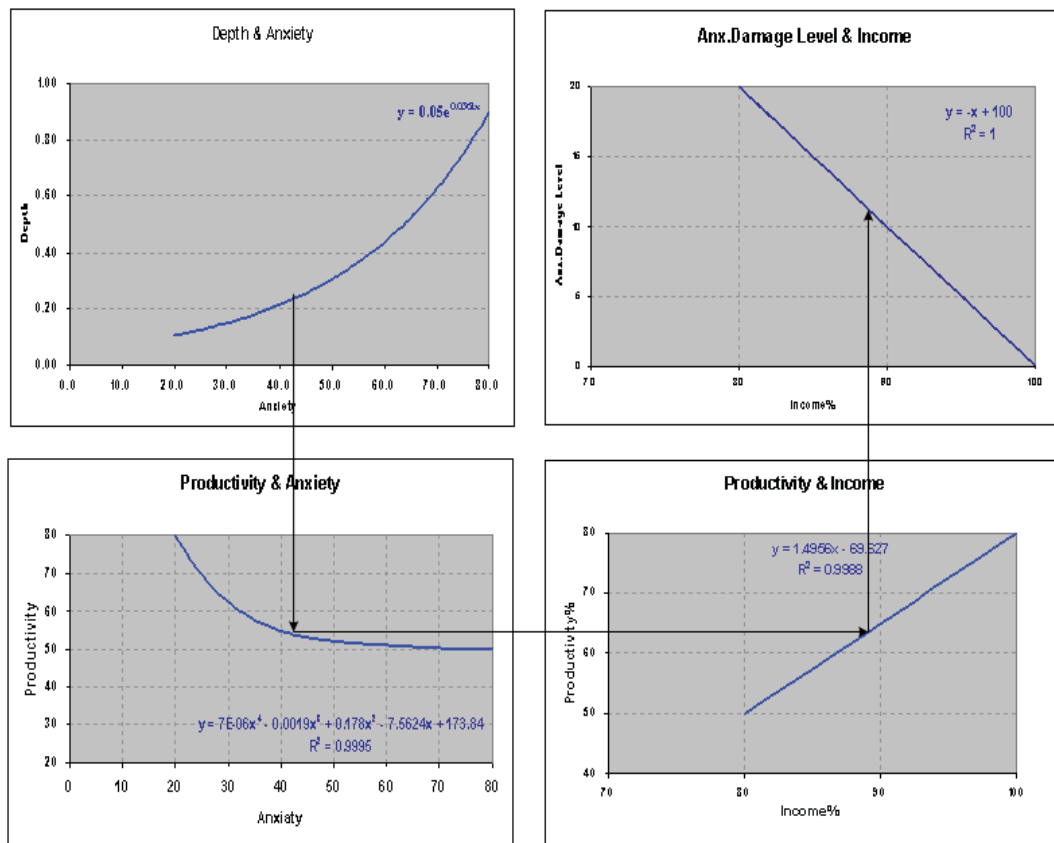 Depth & Anxiety
1.00
0.80
0.60
0.40
0.20
0.00
Depth
0.0
10.0
20.0
30.0
40.0
50.0
60.0
70.0
80.0
Anxiety
Anx.Damage Level & Income
y = -x + 100
R² = 1
20
15
10
5
0
Anx.Damage Level
70
80
90
100
Income%
Productivity & Anxiety
80
70
60
50
40
30
20
Productivity
y = 7E-06x⁴ - 0.0019x³ + 0.178x² - 7.5624x + 173.84
R² = 0.9995
0
10
20
30
40
50
60
70
80
Anxiaty
Productivity & Income
y = 1.4956x - 69.627
R² = 0.9988
80
70
60
50
40
Productivity%
70
80
90
100
Income%